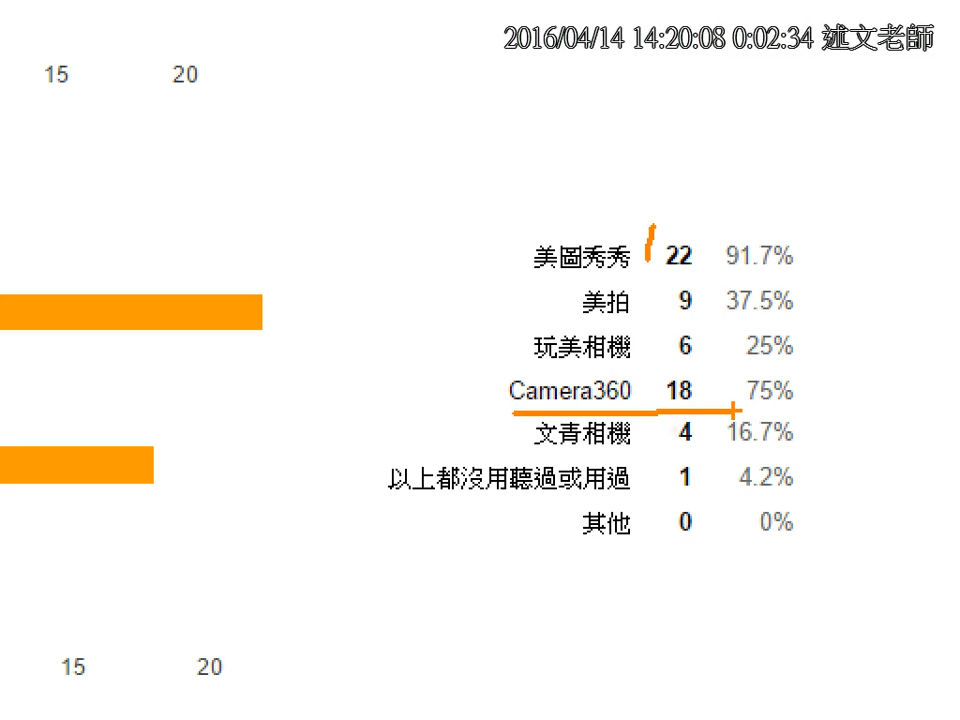 2016/04/14 14:20:08 0:02:34 述文老師
15 20
美圖秀秀 22 91.7%
美拍 9 37.5%
玩美相機 6 25%
Camera360 18 75%
文青相機 4 16.7%
以上都沒用聽過或用過 1 4.2%
其他 0 0%
15 20